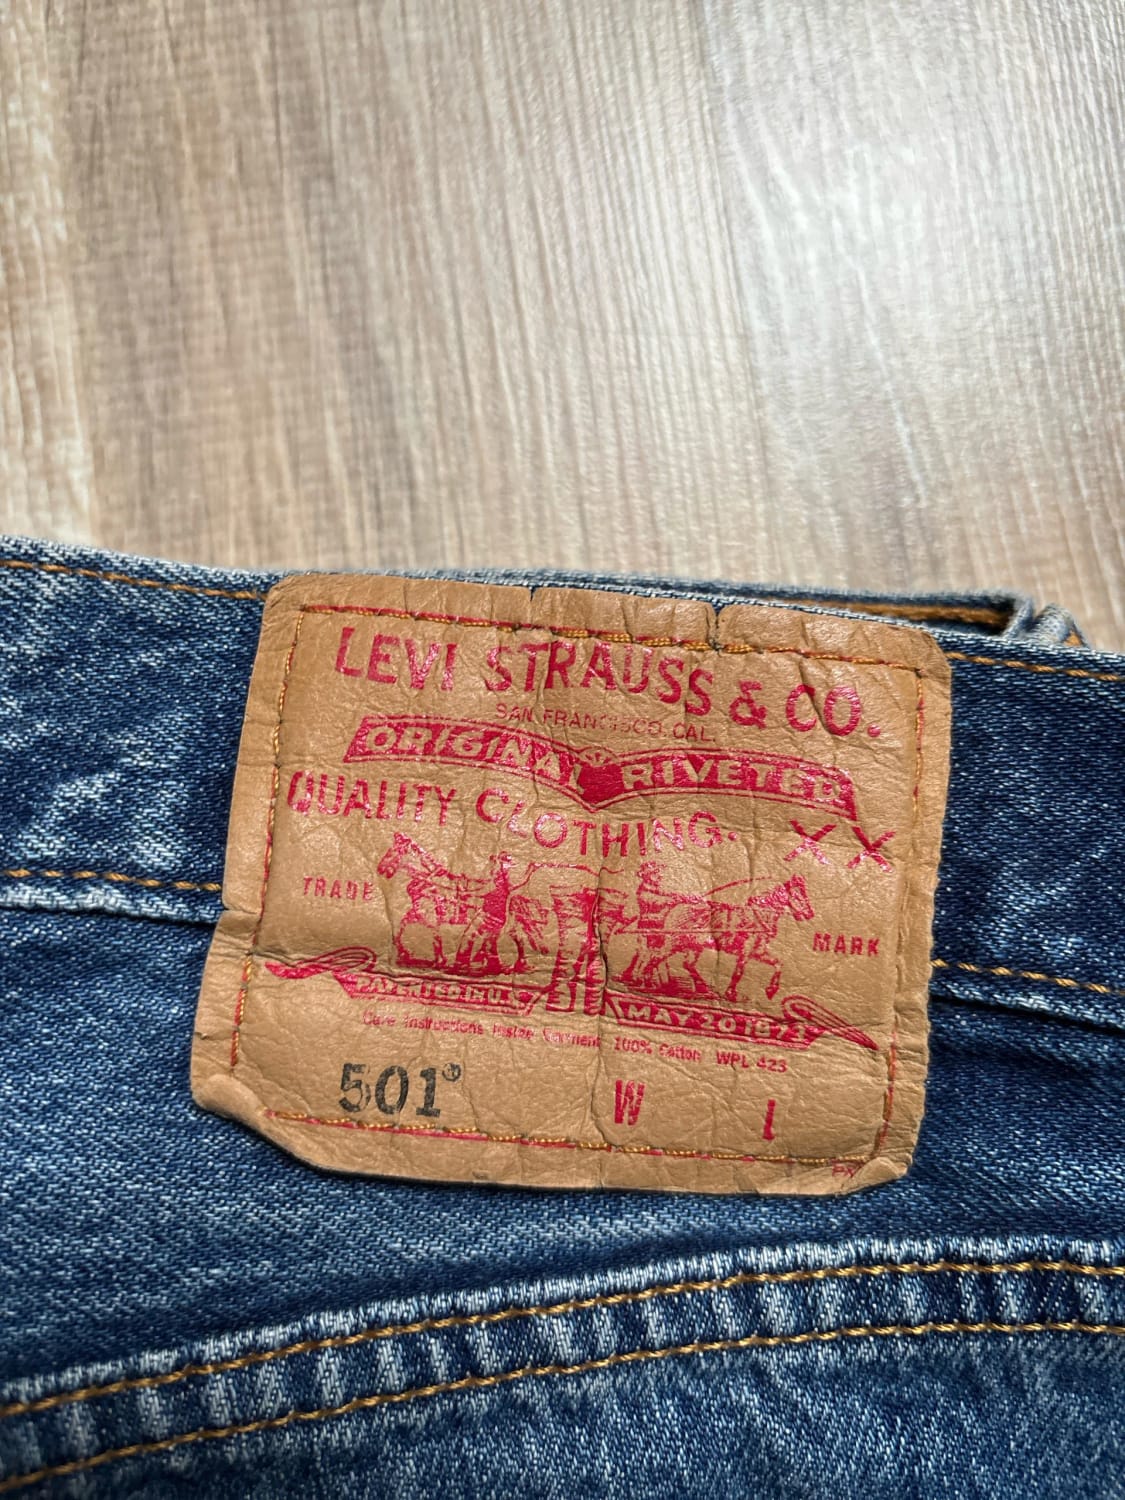 LEVI STRAUSS & CO.
SAN FRANCISCO, CAL.
ORIGINAL RIVETED
QUALITY CLOTHING. XX
TRADE MARK
PATENTED IN U.S. MAY 20 1873
Care Instructions Inside Garment 100% Cotton WPL 423
501® W L